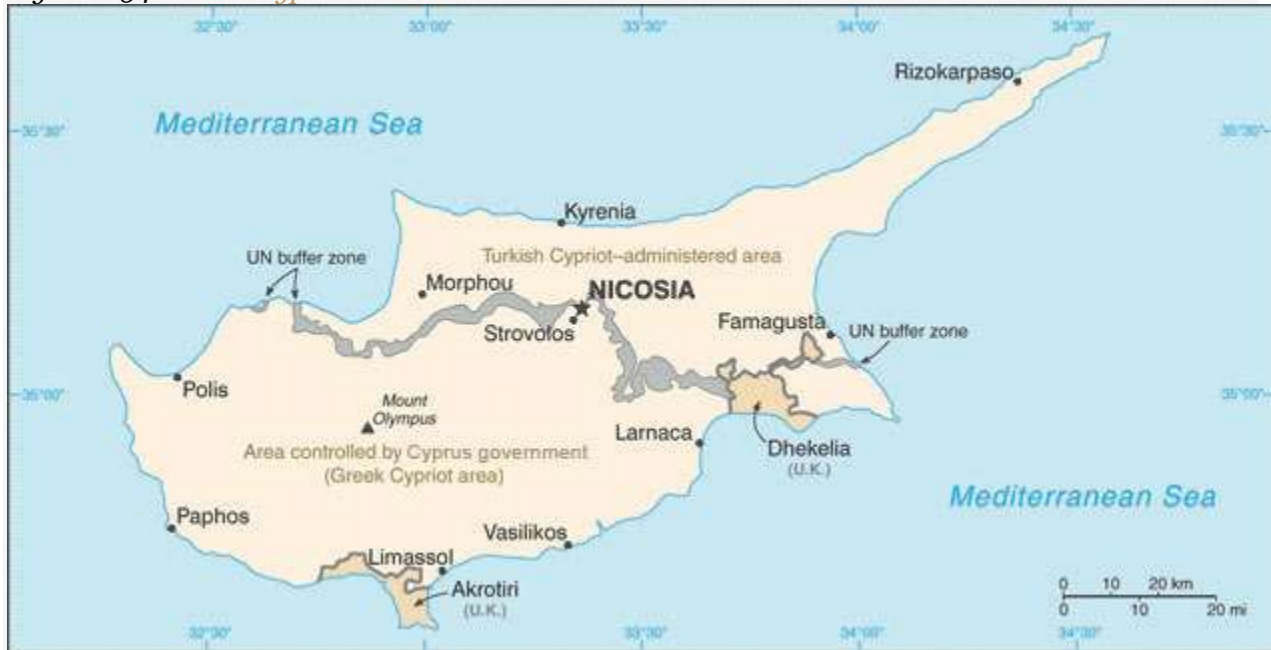 32°30'
33°00'
33°30'
34°00'
34°30'
Rizokarpaso
Mediterranean Sea
35°30'
35°30'
Kyrenia
UN buffer zone
Turkish Cypriot–administered area
Morphou
NICOSIA
Strovolos
Famagusta
UN buffer zone
Polis
35°00'
35°00'
Mount
Olympus
Larnaca
Dhekelia
(U.K.)
Area controlled by Cyprus government
(Greek Cypriot area)
Mediterranean Sea
Paphos
Vasilikos
Limassol
Akrotiri
(U.K.)
0 10 20 km
0 10 20 mi
32°30'
33°30'
34°00'
34°30'